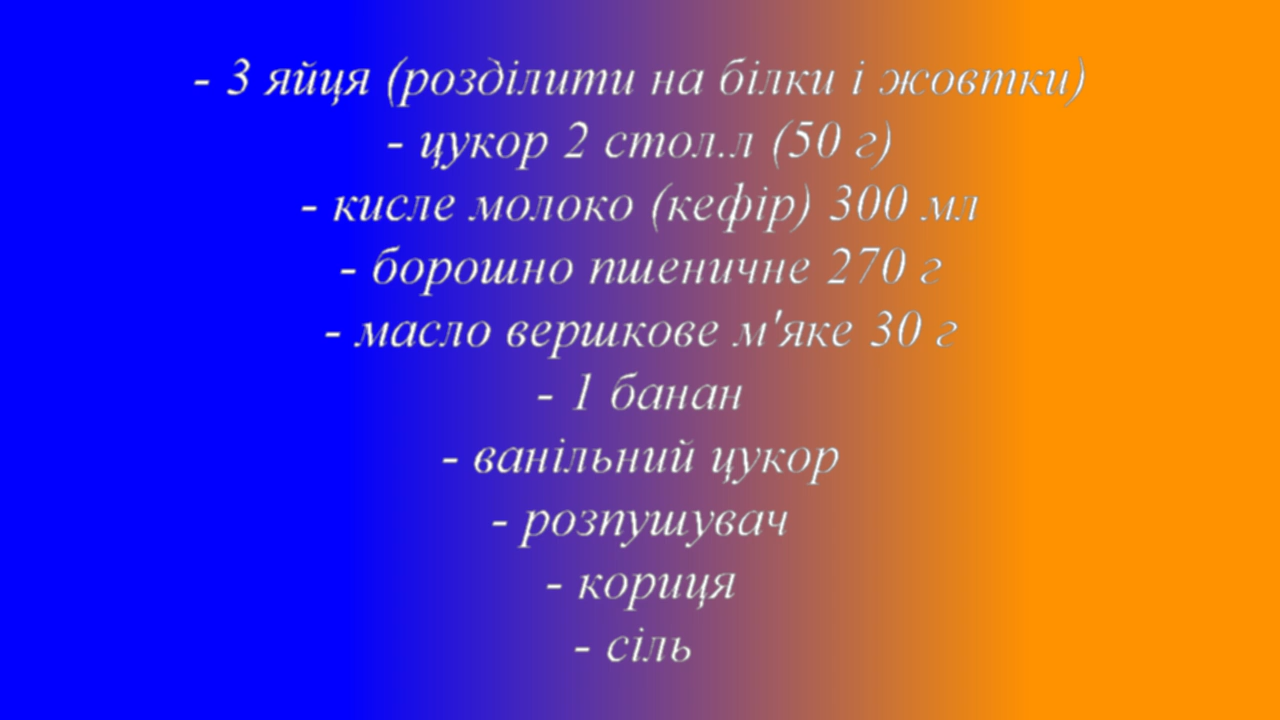 - 3 яйця (розділити на білки і жовтки)
- цукор 2 стол.л (50 г)
- кисле молоко (кефір) 300 мл
- борошно пшеничне 270 г
- масло вершкове м'яке 30 г
- 1 банан
- ванільний цукор
- розпушувач
- кориця
- сіль